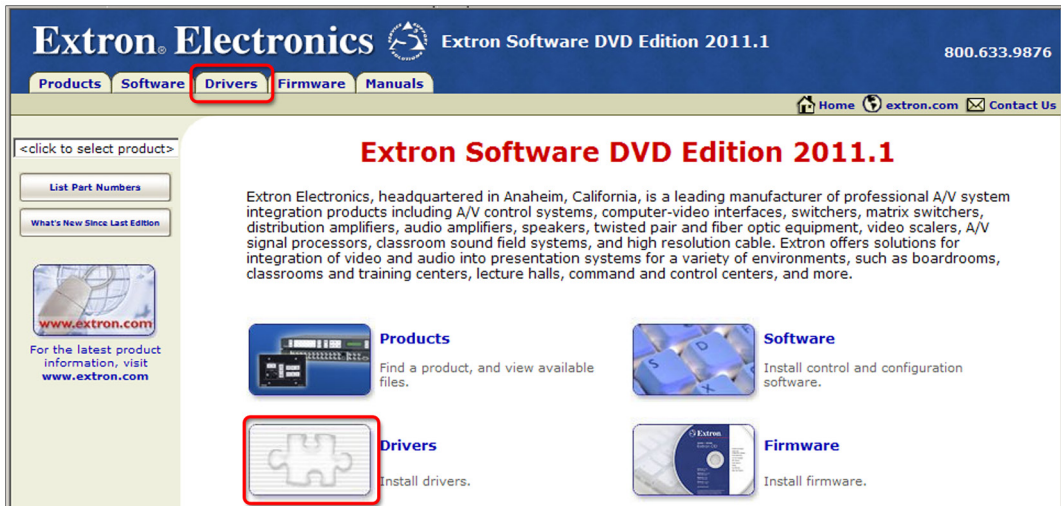 Extron® Electronics
Extron Software DVD Edition 2011.1
800.633.9876
Products
Software
Drivers
Firmware
Manuals
Home
extron.com
Contact Us
<click to select product>
List Part Numbers
What's New Since Last Edition
www.extron.com
For the latest product
information, visit
www.extron.com
Extron Software DVD Edition 2011.1
Extron Electronics, headquartered in Anaheim, California, is a leading manufacturer of professional A/V system
integration products including A/V control systems, computer-video interfaces, switchers, matrix switchers,
distribution amplifiers, audio amplifiers, speakers, twisted pair and fiber optic equipment, video scalers, A/V
signal processors, classroom sound field systems, and high resolution cable. Extron offers solutions for
integration of video and audio into presentation systems for a variety of environments, such as boardrooms,
classrooms and training centers, lecture halls, command and control centers, and more.
Products
Find a product, and view available
files.
Software
Install control and configuration
software.
Drivers
Install drivers.
Extron
Firmware
Install firmware.